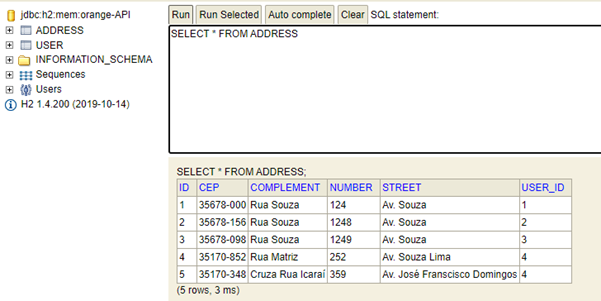 jdbc:h2:mem:orange-API
ADDRESS
USER
INFORMATION_SCHEMA
Sequences
Users
H2 1.4.200 (2019-10-14)
Run Run Selected Auto complete Clear SQL statement:
SELECT * FROM ADDRESS
SELECT * FROM ADDRESS;
ID CEP COMPLEMENT NUMBER STREET USER_ID
1 35678-000 Rua Souza 124 Av. Souza 1
2 35678-156 Rua Souza 1248 Av. Souza 2
3 35678-098 Rua Souza 1249 Av. Souza 3
4 35170-852 Rua Matriz 252 Av. Souza Lima 4
5 35170-348 Cruza Rua Icaraí 359 Av. José Franscisco Domingos 4
(5 rows, 3 ms)